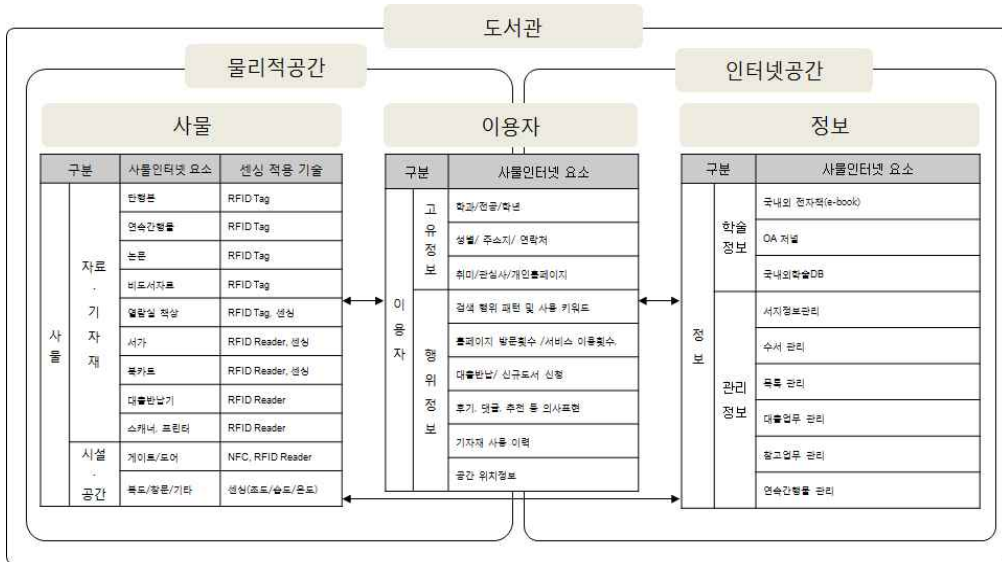 도서관
물리적공간
인터넷공간
사물
이용자
정보
구분 사물인터넷 요소 센싱 적용 기술
사물
자료·기자재
단행본 RFID Tag
연속간행물 RFID Tag
논문 RFID Tag
비도서자료 RFID Tag
열람실 책상 RFID Tag, 센싱
서가 RFID Reader, 센싱
북카트 RFID Reader, 센싱
대출반납기 RFID Reader
스캐너, 프린터 RFID Reader
시설·공간
게이트/도어 NFC, RFID Reader
복도/창문/기타 센싱(조도/습도/온도)
구분 사물인터넷 요소
이용자
고유정보
학과/전공/학년
성별/ 주소지/ 연락처
취미/관심사/개인홈페이지
행위정보
검색 행위 패턴 및 사용 키워드
홈페이지 방문횟수 /서비스 이용횟수,
대출반납/ 신규도서 신청
후기, 댓글, 추천 등 의사표현
기자재 사용 이력
공간 위치정보
구분 사물인터넷 요소
정보
학술정보
국내외 전자책(e-book)
OA 저널
국내외학술DB
관리정보
서지정보관리
수서 관리
목록 관리
대출업무 관리
참고업무 관리
연속간행물 관리